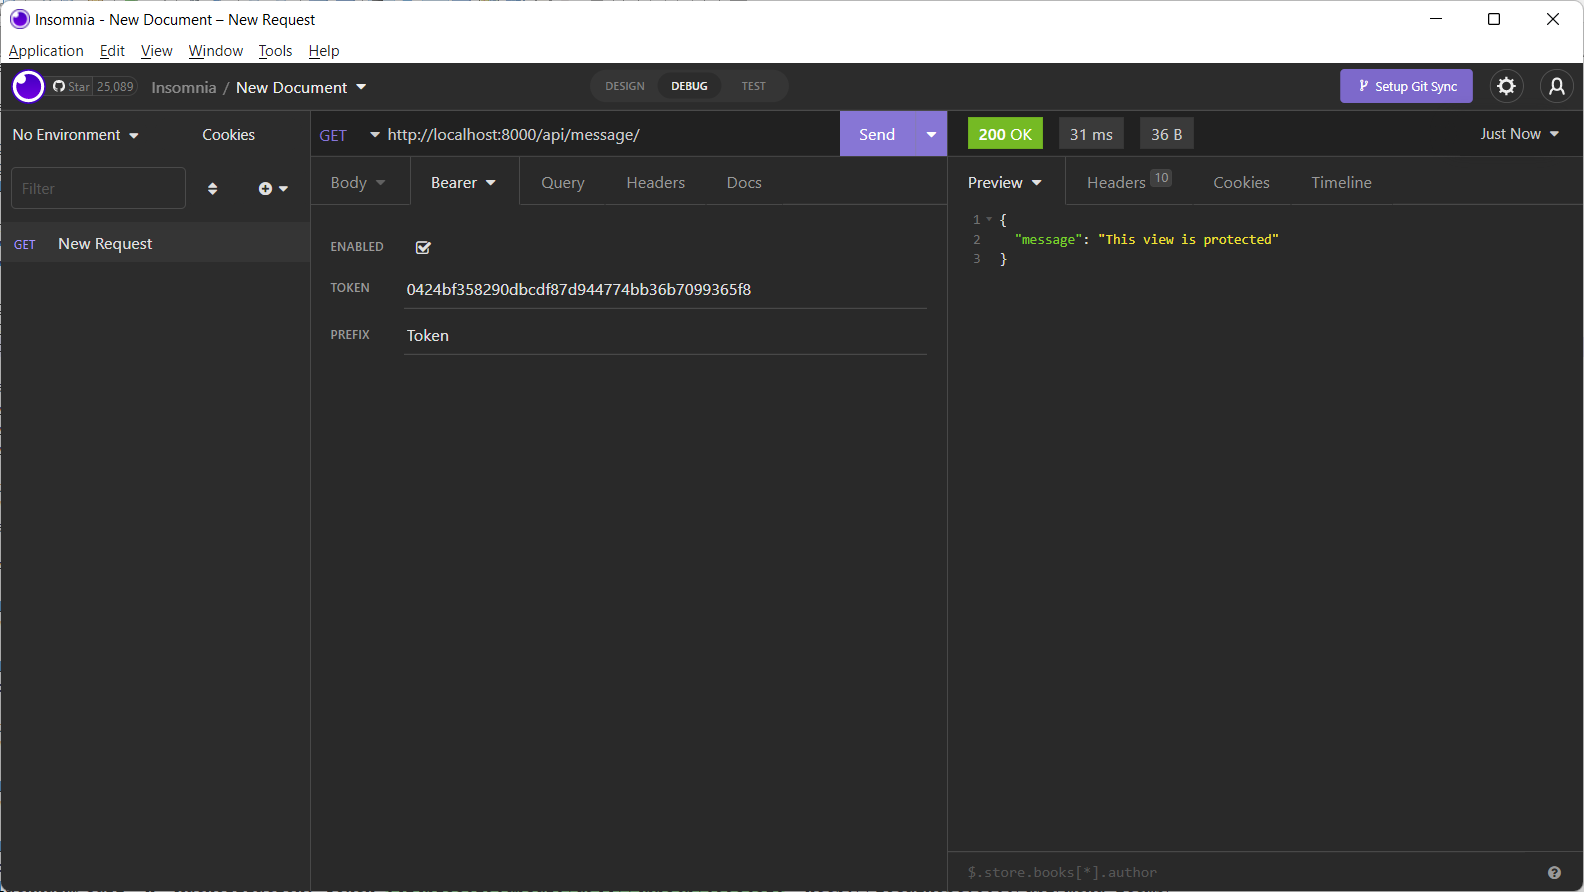 Insomnia - New Document – New Request
Application Edit View Window Tools Help
Star 25,089 Insomnia / New Document DESIGN DEBUG TEST Setup Git Sync
No Environment Cookies GET http://localhost:8000/api/message/ Send 200 OK 31 ms 36 B Just Now
Filter Body Bearer Query Headers Docs Preview Headers 10 Cookies Timeline
GET New Request
ENABLED
TOKEN 0424bf358290dbcdf87d944774bb36b7099365f8
PREFIX Token
1 {
2 "message": "This view is protected"
3 }
$.store.books[*].author